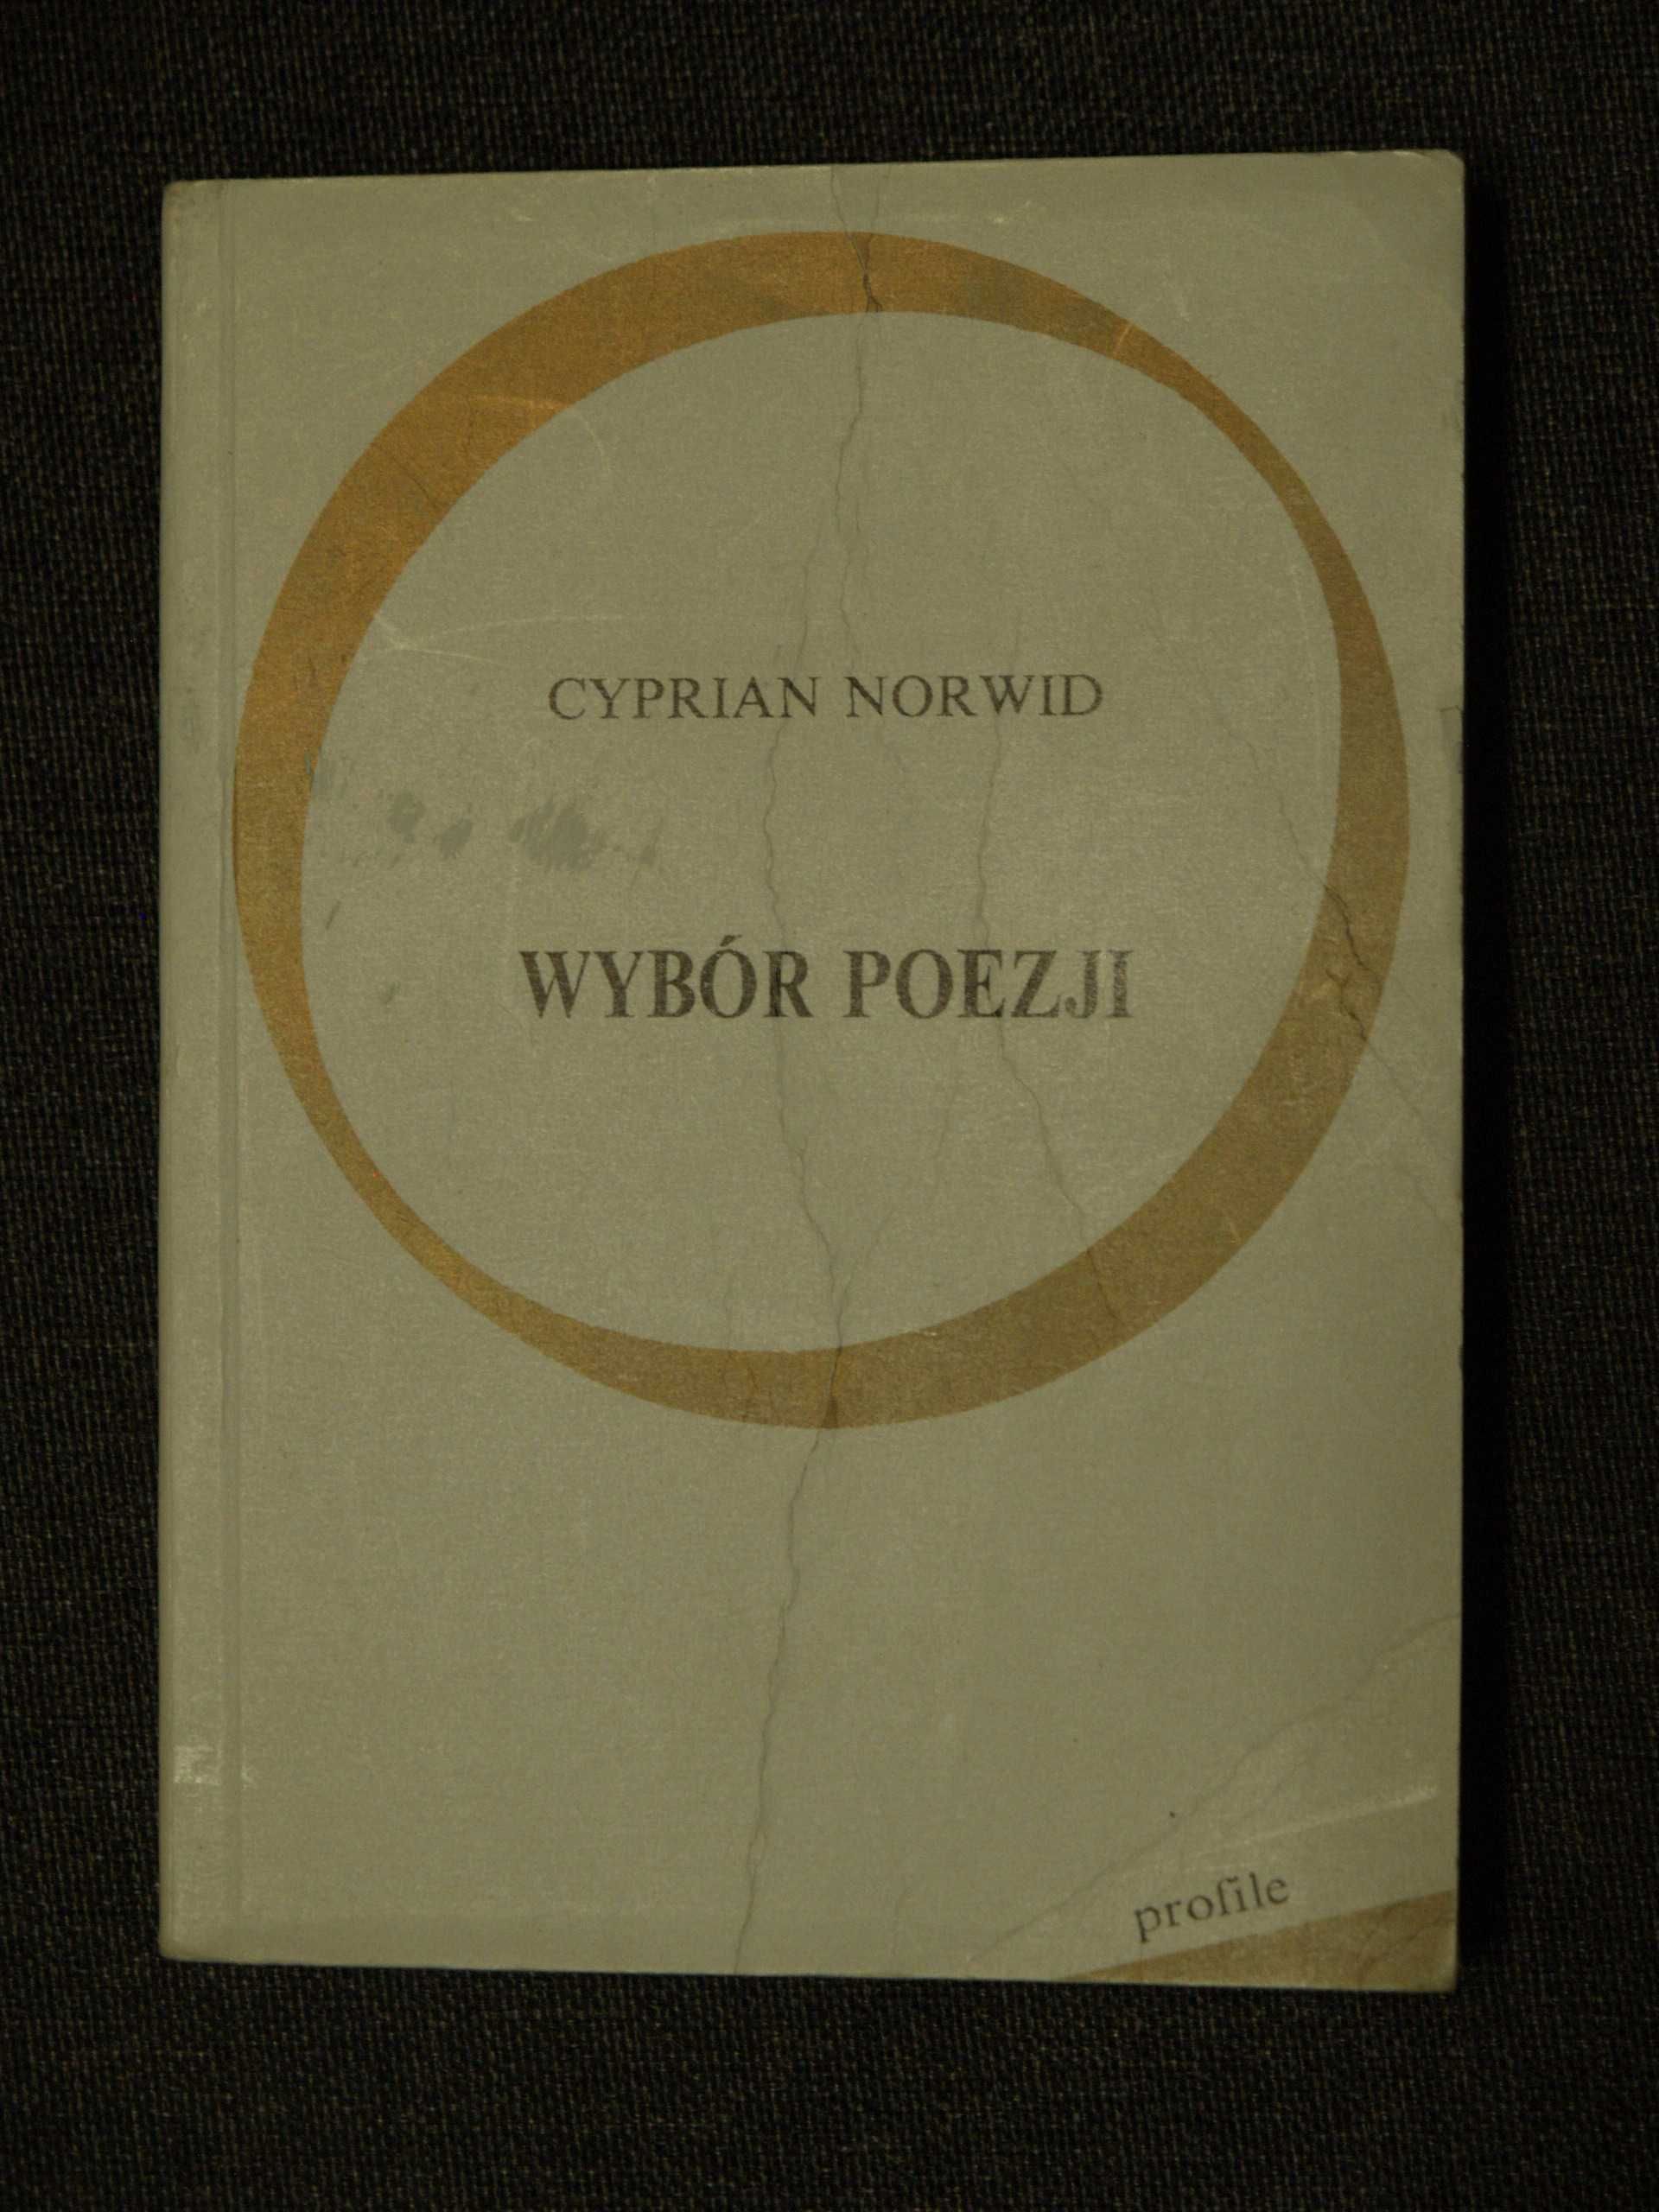 CYPRIAN NORWID
WYBÓR POEZJI
profile